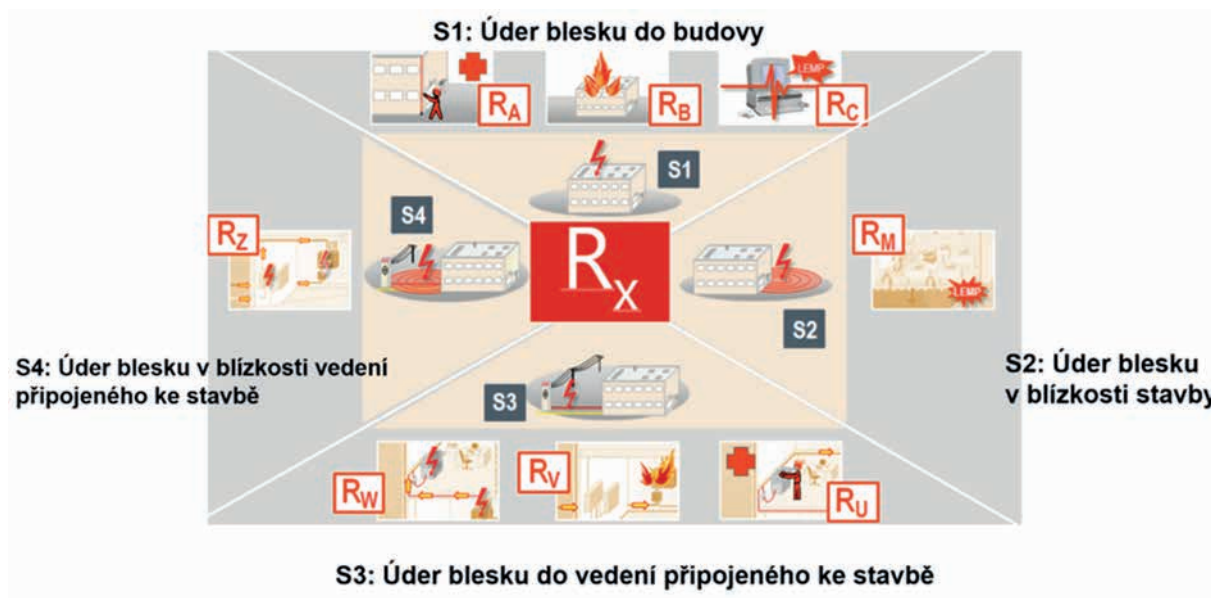 S1: Úder blesku do budovy
LEMP
RA
RB
RC
S1
S4
RZ
RM
Rx
LEMP
S2
S4: Úder blesku v blízkosti vedení
připojeného ke stavbě
S2: Úder blesku
v blízkosti stavby
S3
RW
RV
RU
S3: Úder blesku do vedení připojeného ke stavbě